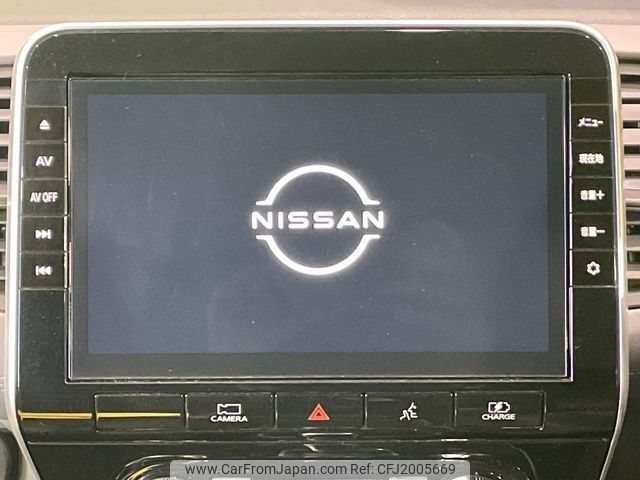 メニュー
AV
現在地
AV OFF
音量＋
NISSAN
音量－
CAMERA
CHARGE
www.CarFromJapan.com CFJ2005669